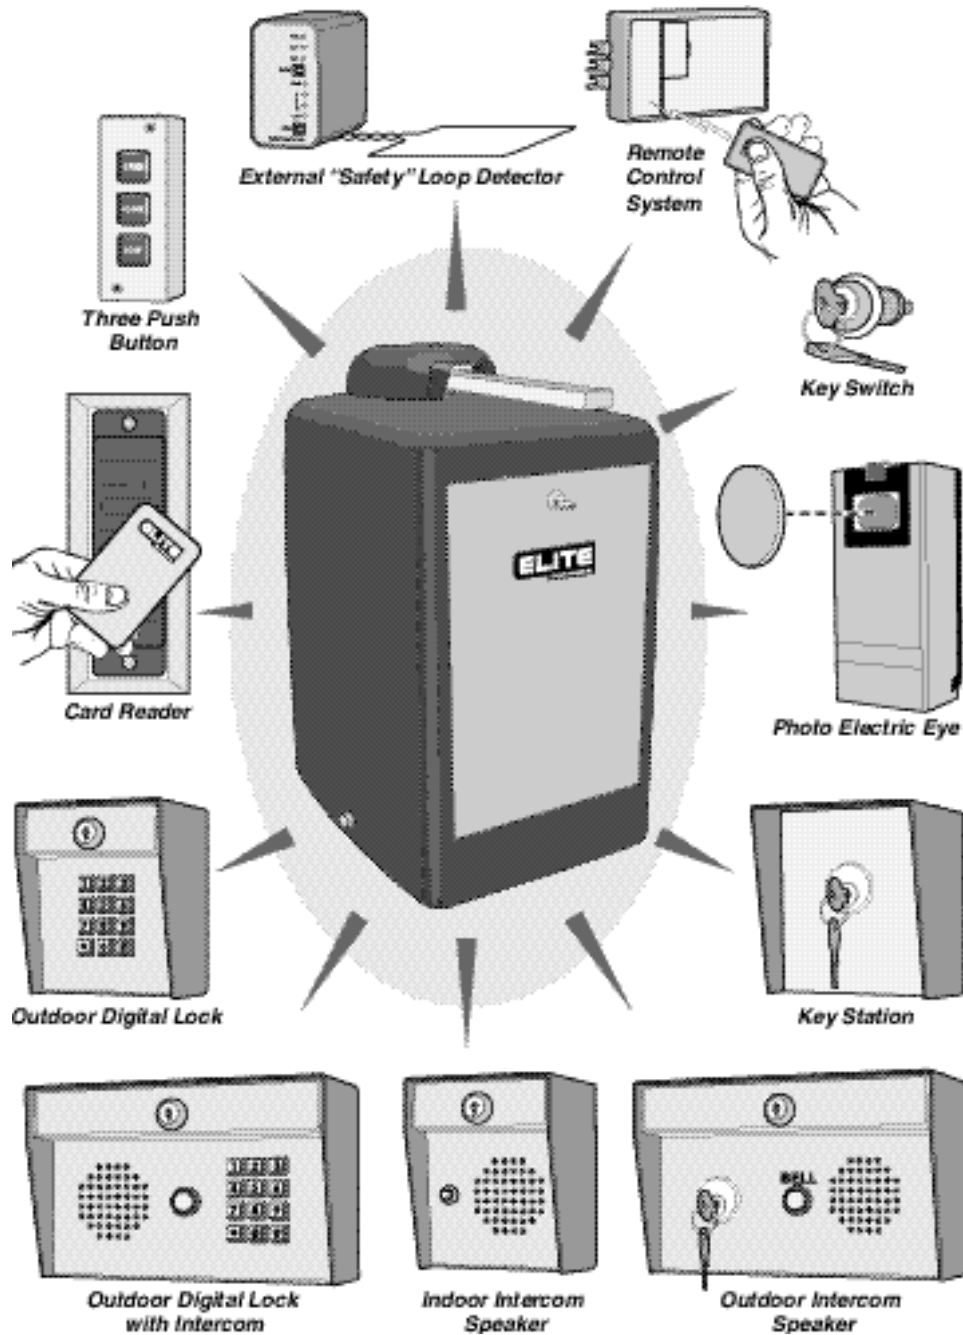 External "Safety" Loop Detector
Remote
Control
System
Three Push
Button
Key Switch
ELITE
Card Reader
Photo Electric Eye
Outdoor Digital Lock
Key Station
BELL
Outdoor Digital Lock
with Intercom
Indoor Intercom
Speaker
Outdoor Intercom
Speaker